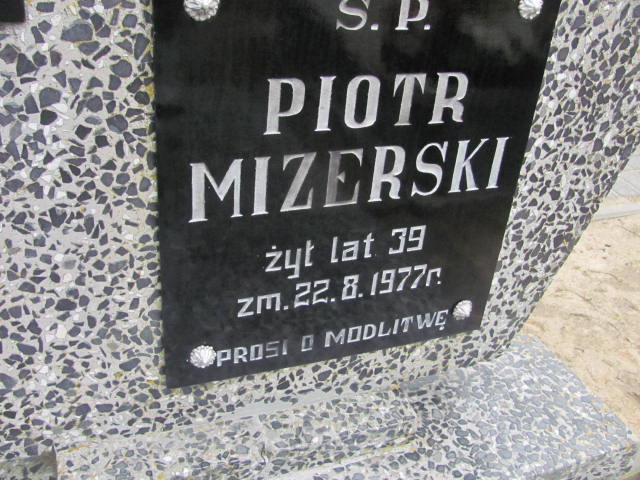 Ś. P.
PIOTR
MIZERSKI
żył lat 39
zm. 22.8.1977r.
PROSI O MODLITWĘ